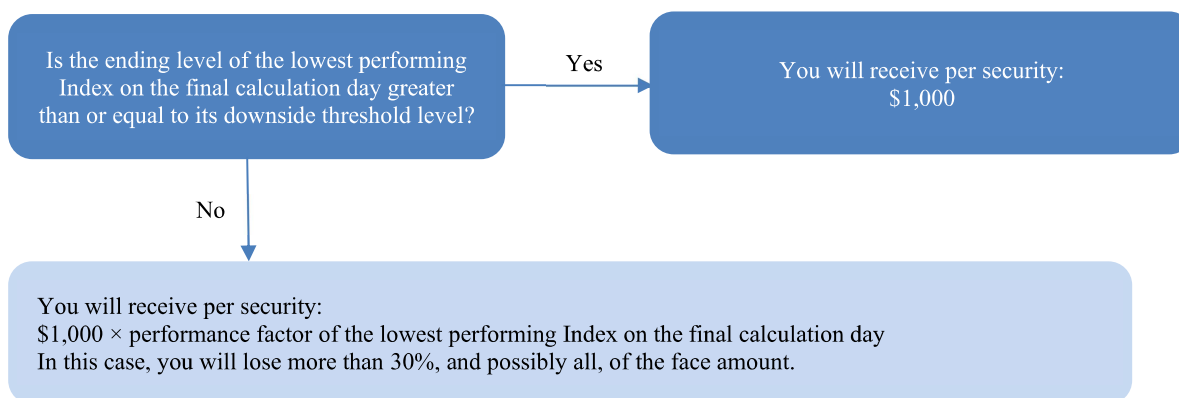 Is the ending level of the lowest performing
Index on the final calculation day greater
than or equal to its downside threshold level?
Yes
You will receive per security:
$1,000
No
You will receive per security:
$1,000 × performance factor of the lowest performing Index on the final calculation day
In this case, you will lose more than 30%, and possibly all, of the face amount.